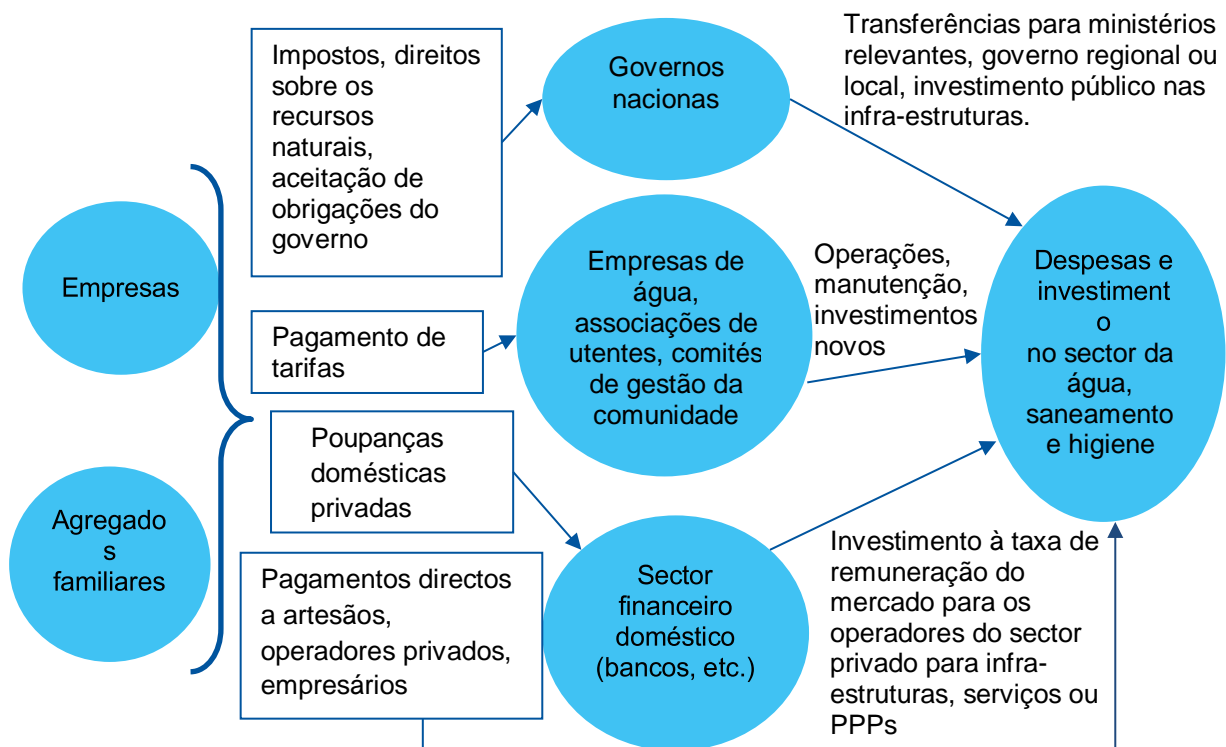 Empresas
Agregado
s
familiares
Impostos, direitos
sobre os
recursos
naturais,
aceitação de
obrigações do
governo
Pagamento de
tarifas
Poupanças
domésticas
privadas
Pagamentos directos
a artesãos,
operadores privados,
empresários
Governos
nacionas
Empresas de
água,
associações de
utentes, comités
de gestão da
comunidade
Sector
financeiro
doméstico
(bancos, etc.)
Transferências para ministérios
relevantes, governo regional ou
local, investimento público nas
infra-estruturas.
Operações,
manutenção,
investimentos
novos
Investimento à taxa de
remuneração do
mercado para os
operadores do sector
privado para infra-
estruturas, serviços ou
PPPs
Despesas e
investiment
o
no sector da
água,
saneamento
e higiene